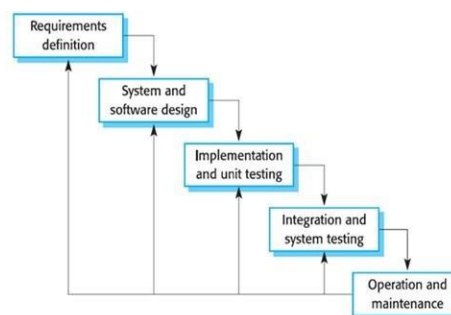 Requirements
definition
System and
software design
Implementation
and unit testing
Integration and
system testing
Operation and
maintenance